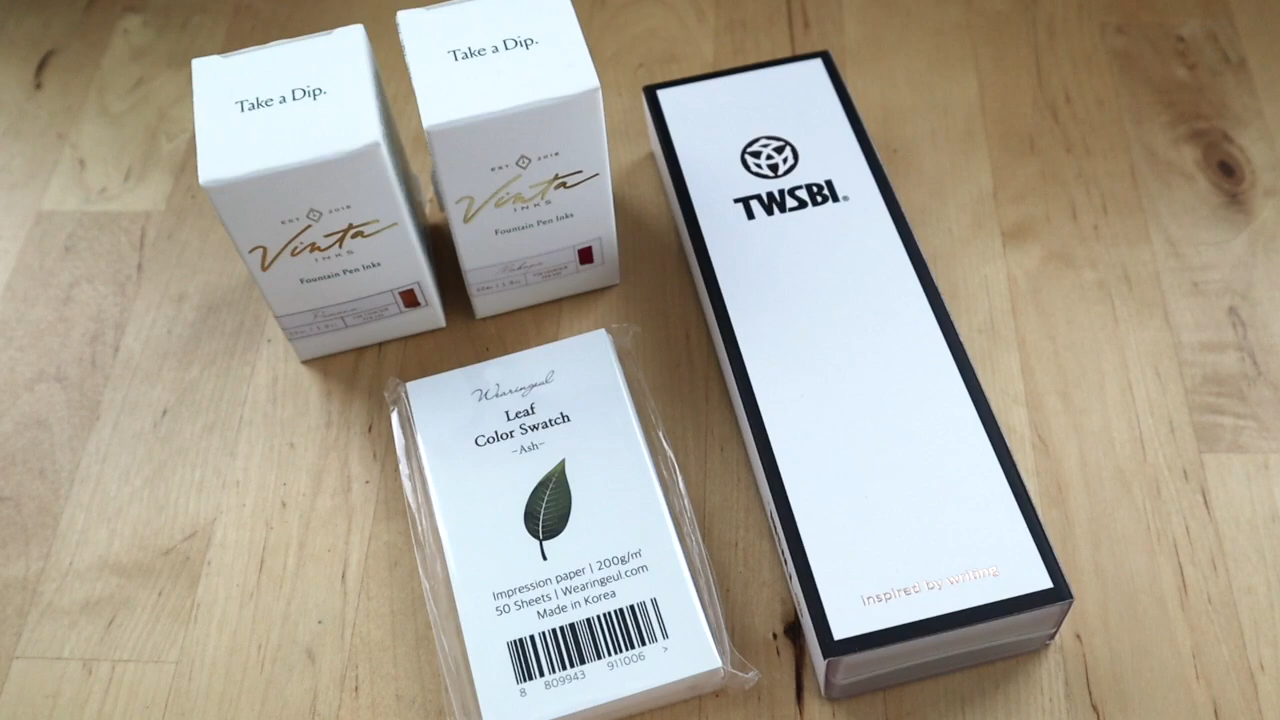 Take a Dip.
EST 2018
Vinta
INKS
Fountain Pen Inks
Take a Dip.
EST 2018
Vinta
INKS
Fountain Pen Inks
TWSBI®
Inspired by writing
Wearingeul
Leaf
Color Swatch
~Ash~
Impression paper | 200g/㎡
50 Sheets | Wearingeul.com
Made in Korea
8 809943 911006 >